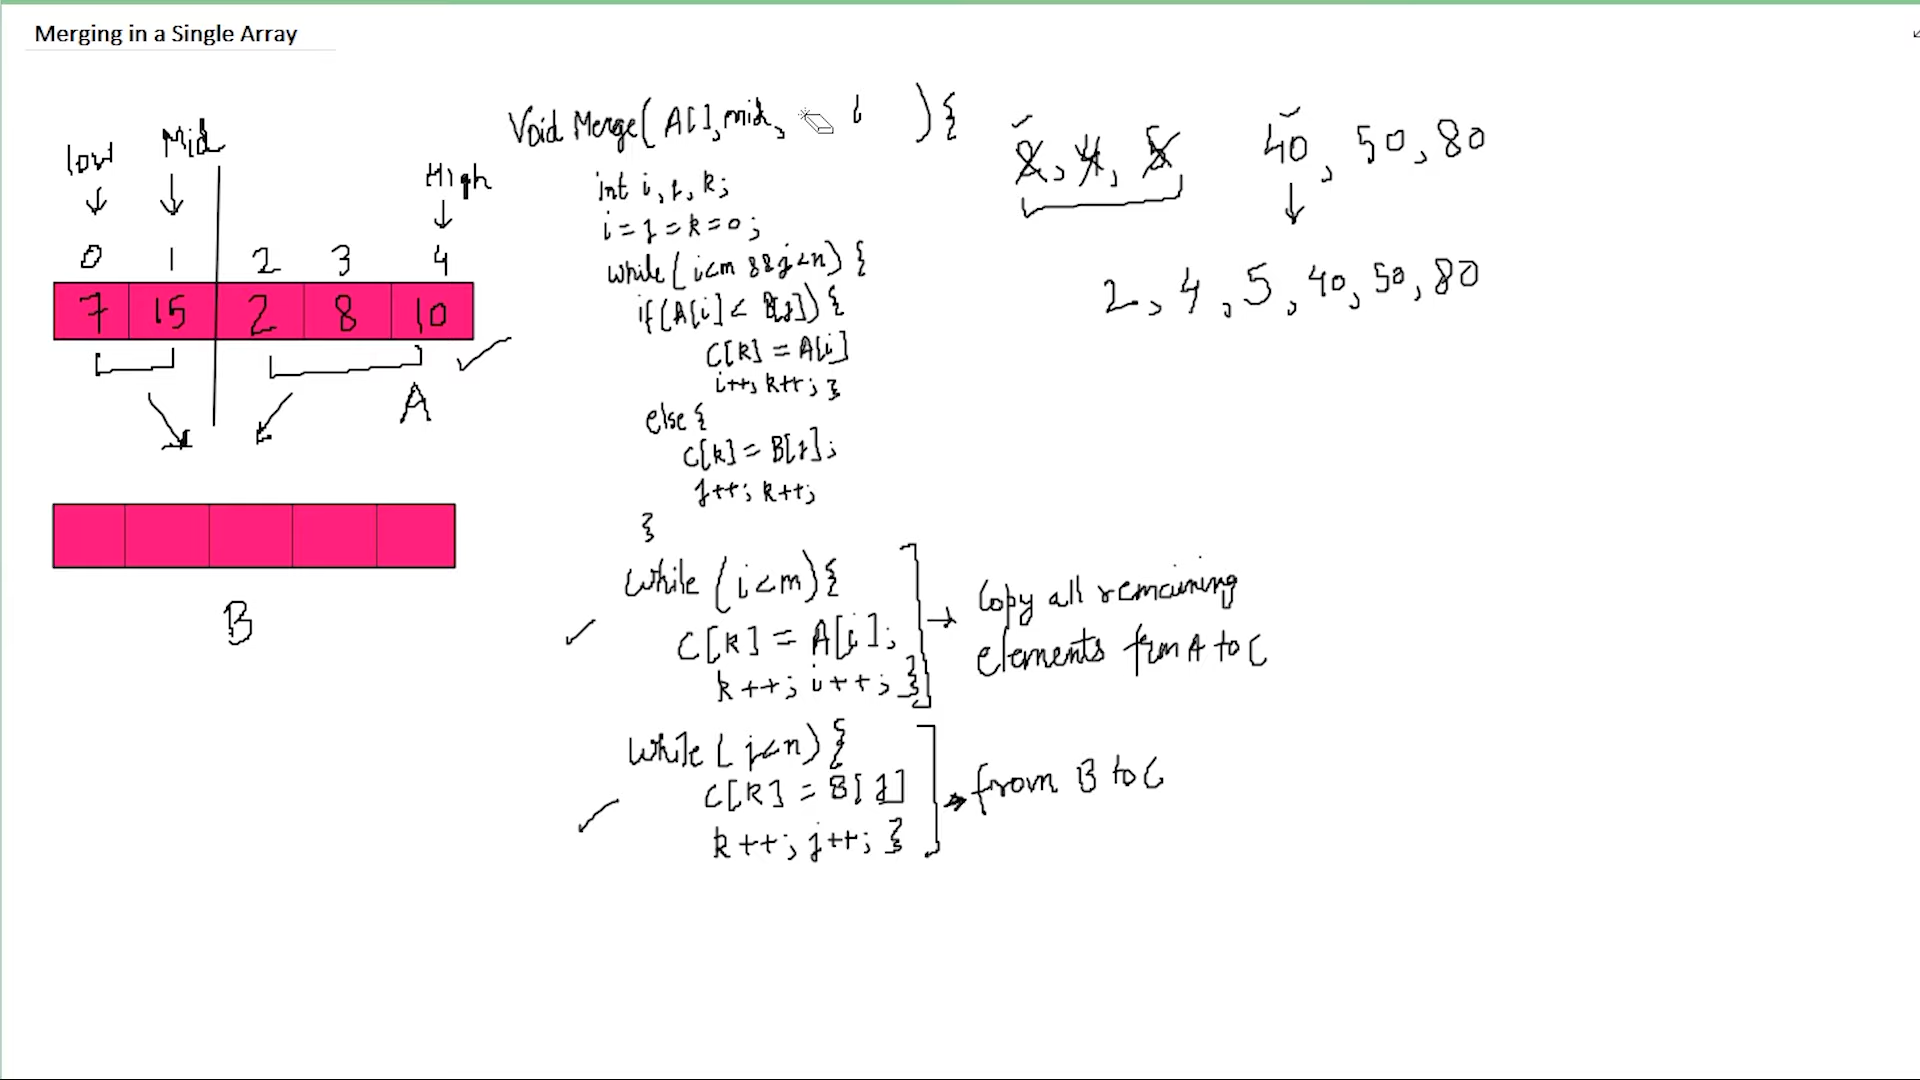 Merging in a Single Array
low Mid High
0 1 2 3 4
7 15 2 8 10
A
B
Void Merge( A[], mid, ){
int i, j, k;
i = j = k = 0;
while( i<m && j<n) {
if(A[i] < B[j]) {
C[k] = A[i]
i++, k++; }
else {
C[k] = B[j];
j++; k++;
}
while (i<m){
C[k] = A[i];
k++; i++; }
while( j<n) {
C[k] = B[j]
k++; j++; }
Copy all remaining
elements from A to C
from B to C
2, 4, 5 40, 50, 80
2, 4, 5, 40, 50, 80